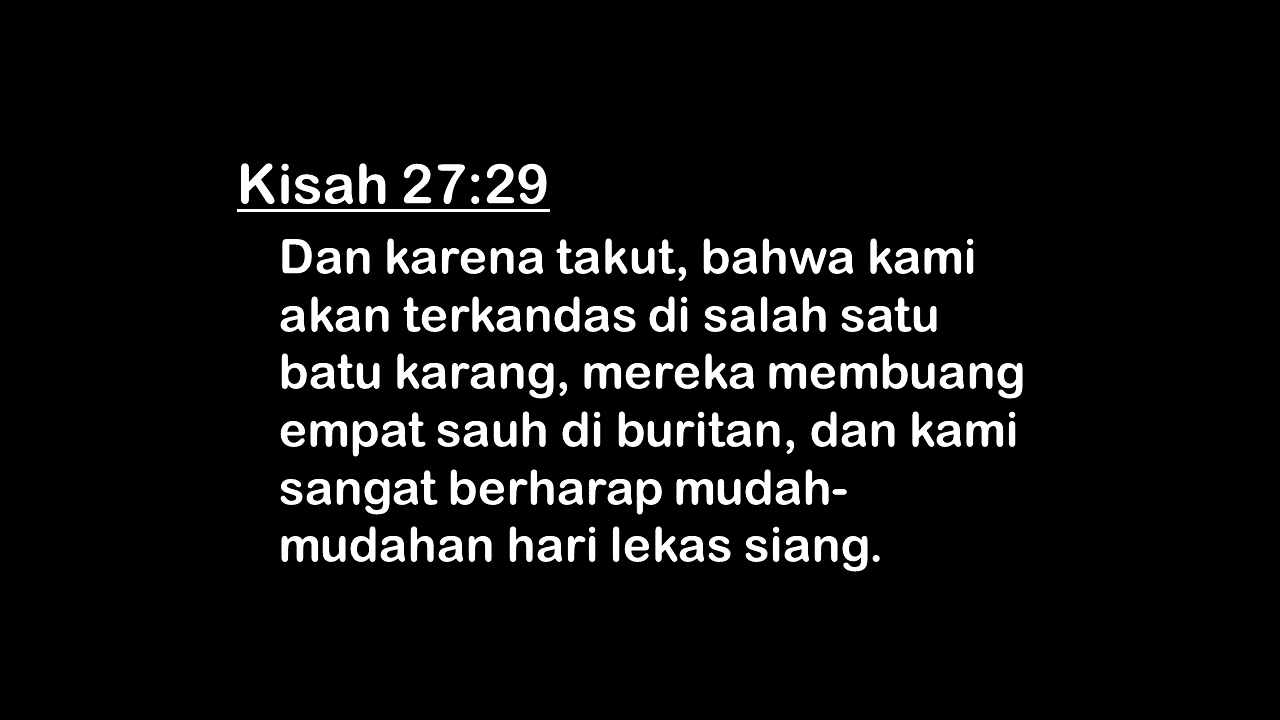 Kisah 27:29
Dan karena takut, bahwa kami
akan terkandas di salah satu
batu karang, mereka membuang
empat sauh di buritan, dan kami
sangat berharap mudah-
mudahan hari lekas siang.